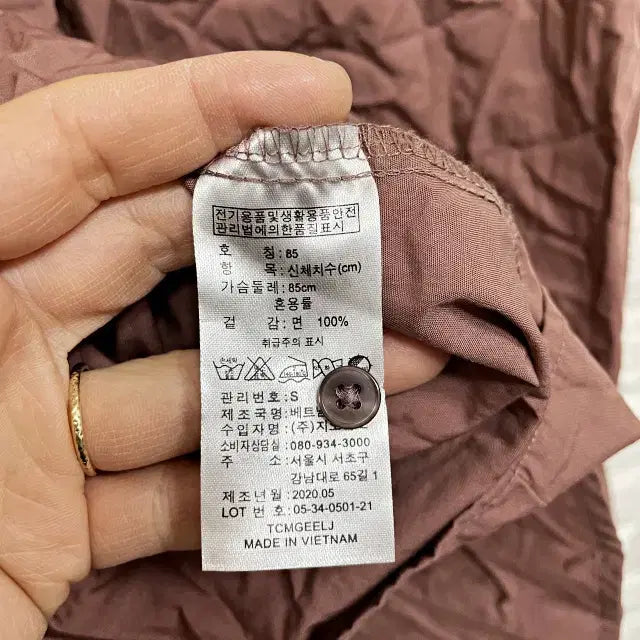 전기용품및생활용품안전
관리법에의한품질표시
호 칭 : 85
항 목 : 신체치수(cm)
가슴둘레 : 85cm
혼용률
겉 감 : 면 100%
취급주의 표시
손세탁
관리번호 : S
제조국명 : 베트
수입자명 : (주)지
소비자상담실 : 080-934-3000
주 소 : 서울시 서초구
강남대로 65길 1
제조년월 : 2020.05
LOT 번호 : 05-34-0501-21
TCMGEELJ
MADE IN VIETNAM